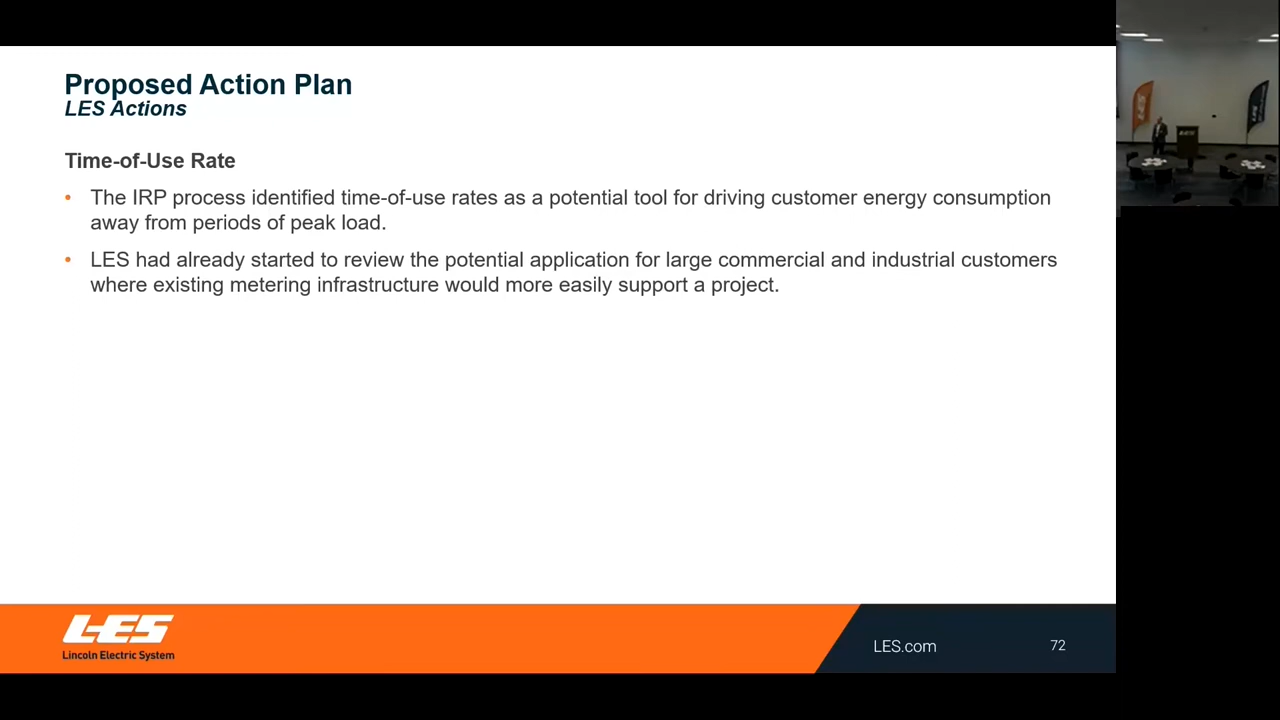 Proposed Action Plan
LES Actions
Time-of-Use Rate
• The IRP process identified time-of-use rates as a potential tool for driving customer energy consumption
away from periods of peak load.
• LES had already started to review the potential application for large commercial and industrial customers
where existing metering infrastructure would more easily support a project.
LES
Lincoln Electric System
LES.com
72
LES
LES